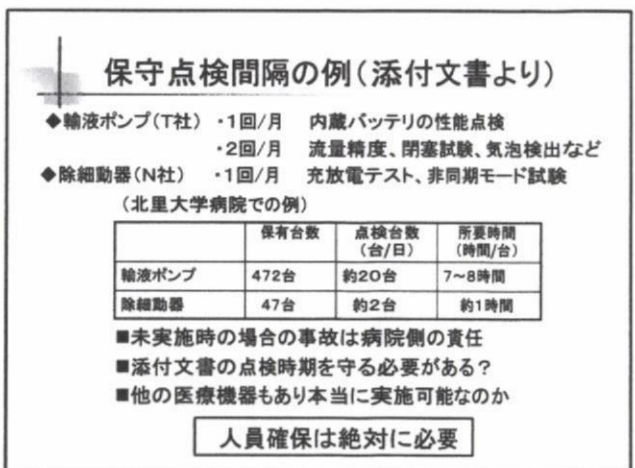 保守点検間隔の例(添付文書より)
◆輸液ポンプ(T社) ・1回/月 内蔵バッテリの性能点検
・2回/月 流量精度、閉塞試験、気泡検出など
◆除細動器(N社) ・1回/月 充放電テスト、非同期モード試験
(北里大学病院での例)
保有台数 点検台数(台/日) 所要時間(時間/台)
輸液ポンプ 472台 約20台 7~8時間
除細動器 47台 約2台 約1時間
■未実施時の場合の事故は病院側の責任
■添付文書の点検時期を守る必要がある?
■他の医療機器もあり本当に実施可能なのか
人員確保は絶対に必要